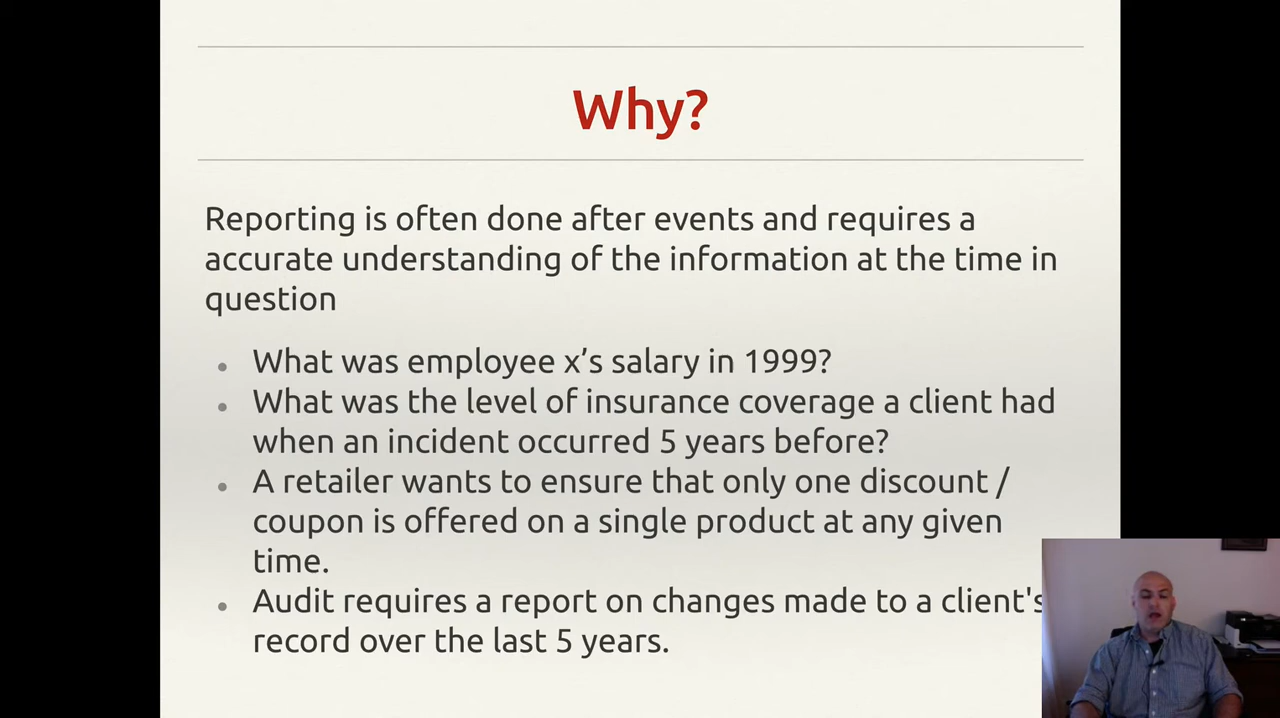 Why?
Reporting is often done after events and requires a
accurate understanding of the information at the time in
question
What was employee x’s salary in 1999?
What was the level of insurance coverage a client had
when an incident occurred 5 years before?
A retailer wants to ensure that only one discount /
coupon is offered on a single product at any given
time.
Audit requires a report on changes made to a client's
record over the last 5 years.